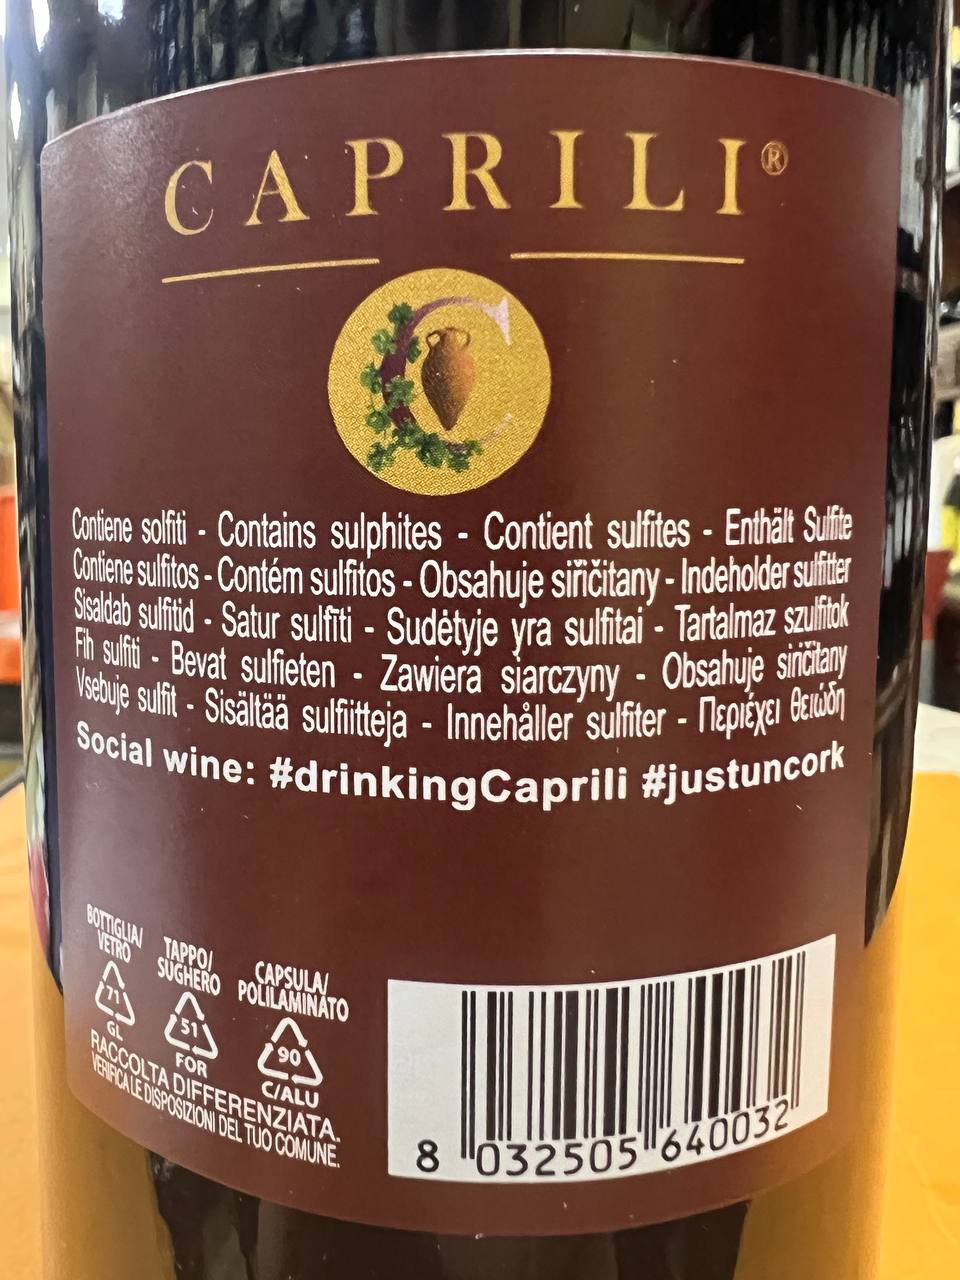 CAPRILI®
Contiene solfiti - Contains sulphites - Contient sulfites - Enthält Sulfite
Contiene sulfitos - Contém sulfitos - Obsahuje siřičitany - Indeholder sulfitter
Sisaldab sulfitid - Satur sulfīti - Sudėtyje yra sulfitai - Tartalmaz szulfitok
Fih sulfiti - Bevat sulfieten - Zawiera siarczyny - Obsahuje siričitany
Vsebuje sulfit - Sisältää sulfiitteja - Innehåller sulfiter - Περιέχει θειώδη
Social wine: #drinkingCaprili #justuncork
BOTTIGLIA/
VETRO
71
GL
TAPPO/
SUGHERO
51
FOR
CAPSULA/
POLILAMINATO
90
C/ALU
RACCOLTA DIFFERENZIATA.
VERIFICA LE DISPOSIZIONI DEL TUO COMUNE.
8 032505 640032